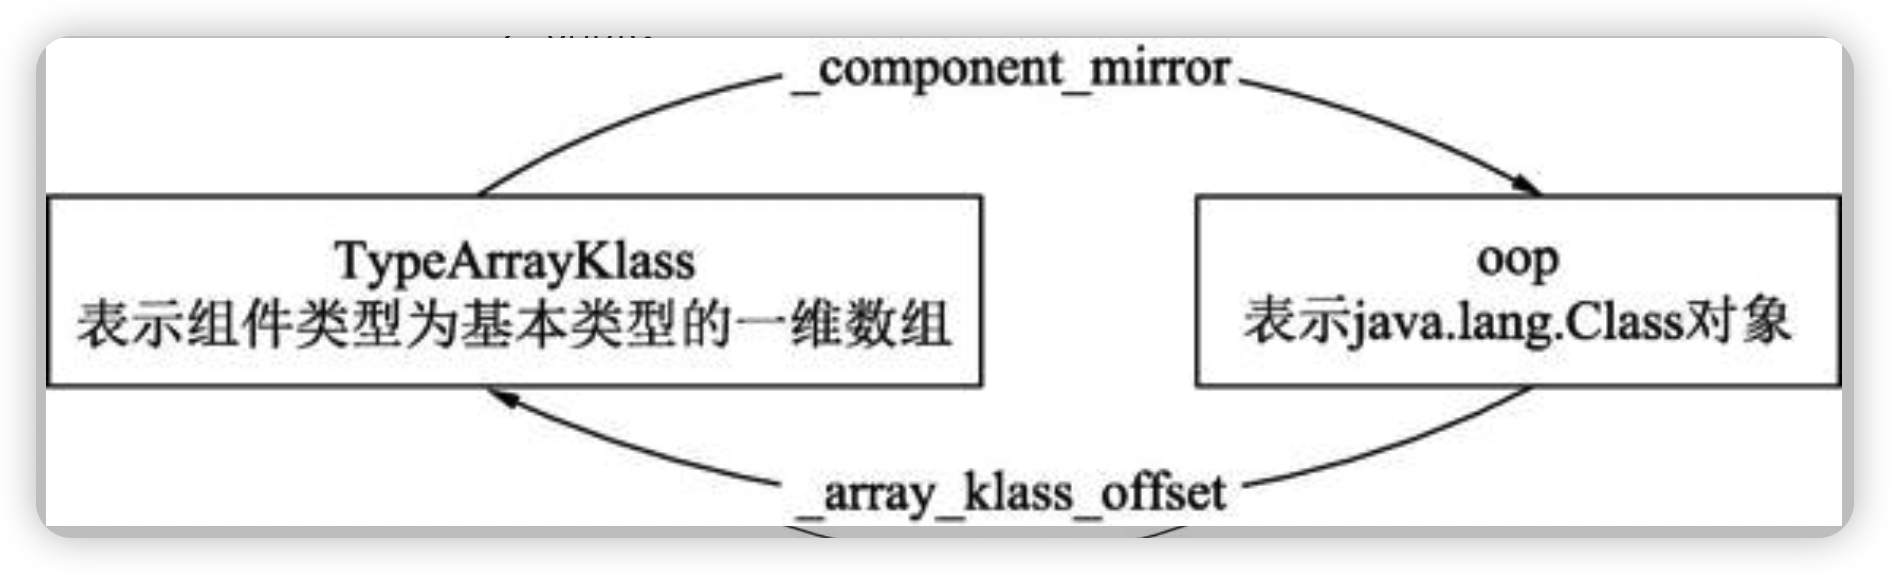 _component_mirror
TypeArrayKlass
表示组件类型为基本类型的一维数组
oop
表示java.lang.Class对象
_array_klass_offset